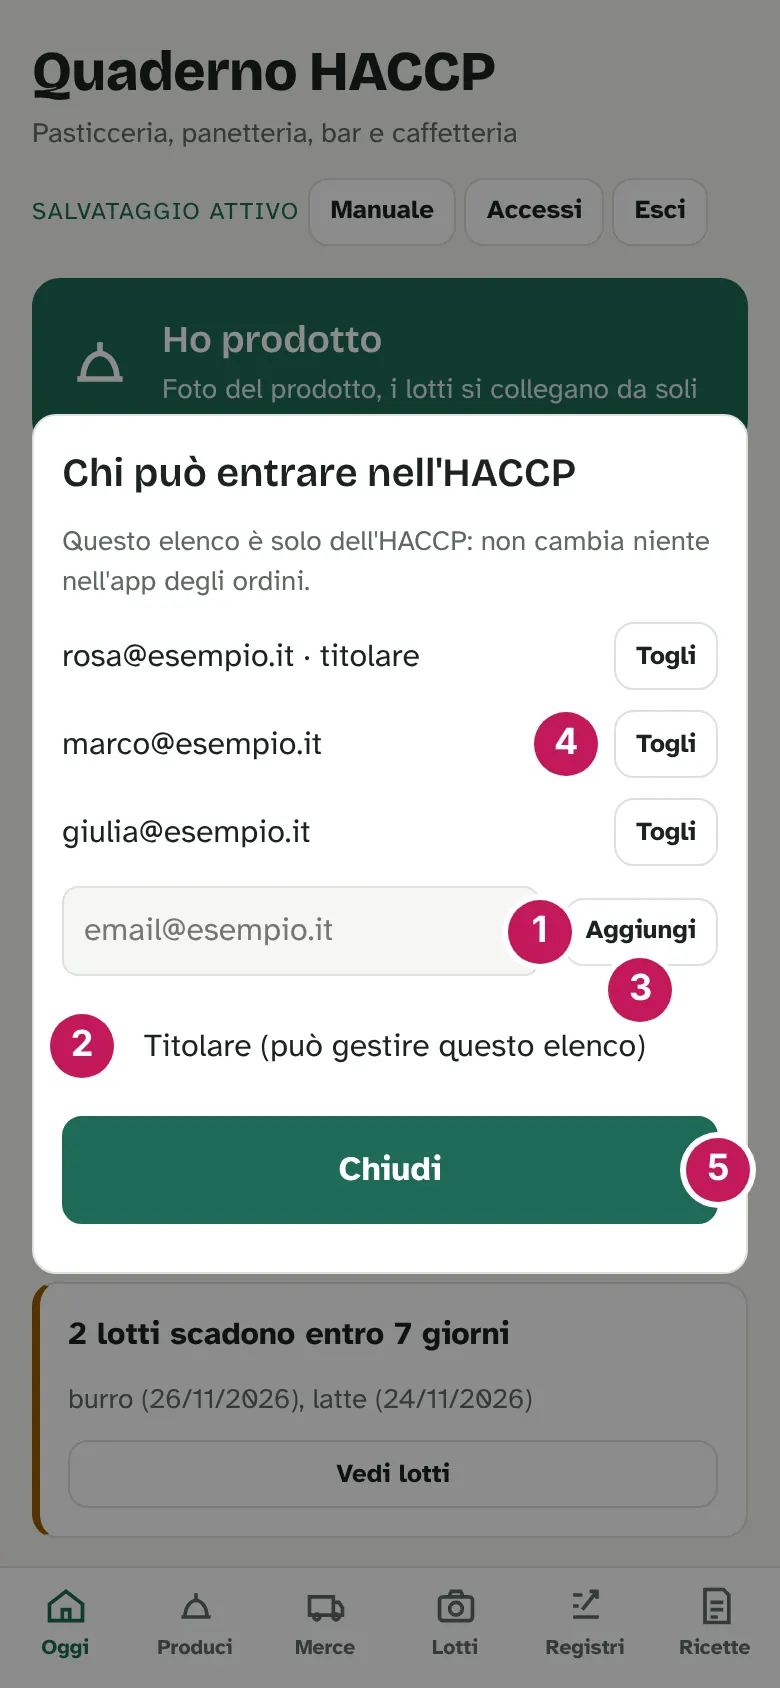 Quaderno HACCP
Pasticceria, panetteria, bar e caffetteria
SALVATAGGIO ATTIVO Manuale Accessi Esci
Ho prodotto
Foto del prodotto, i lotti si collegano da soli
Chi può entrare nell'HACCP
Questo elenco è solo dell'HACCP: non cambia niente
nell'app degli ordini.
rosa@esempio.it · titolare Togli
marco@esempio.it 4 Togli
giulia@esempio.it Togli
email@esempio.it 1 Aggiungi
3
2 Titolare (può gestire questo elenco)
Chiudi 5
2 lotti scadono entro 7 giorni
burro (26/11/2026), latte (24/11/2026)
Vedi lotti
Oggi Produci Merce Lotti Registri Ricette